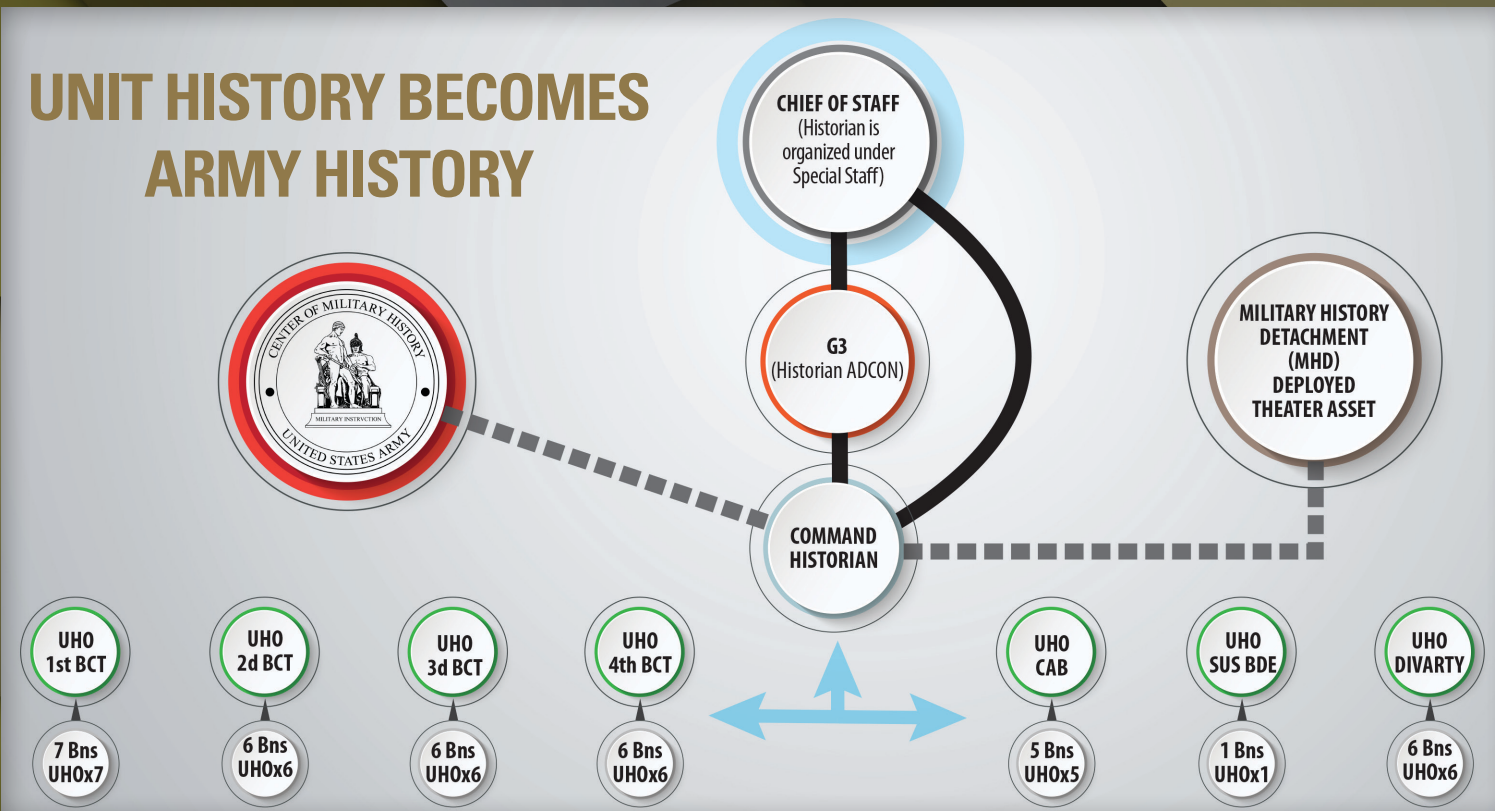 UNIT HISTORY BECOMES
ARMY HISTORY
CHIEF OF STAFF
(Historian is
organized under
Special Staff)
CENTER OF MILITARY HISTORY
MILITARY INSTRVCTION
UNITED STATES ARMY
G3
(Historian ADCON)
MILITARY HISTORY
DETACHMENT
(MHD)
DEPLOYED
THEATER ASSET
COMMAND
HISTORIAN
UHO
1st BCT
UHO
2d BCT
UHO
3d BCT
UHO
4th BCT
UHO
CAB
UHO
SUS BDE
UHO
DIVARTY
7 Bns
UHOx7
6 Bns
UHOx6
6 Bns
UHOx6
6 Bns
UHOx6
5 Bns
UHOx5
1 Bns
UHOx1
6 Bns
UHOx6